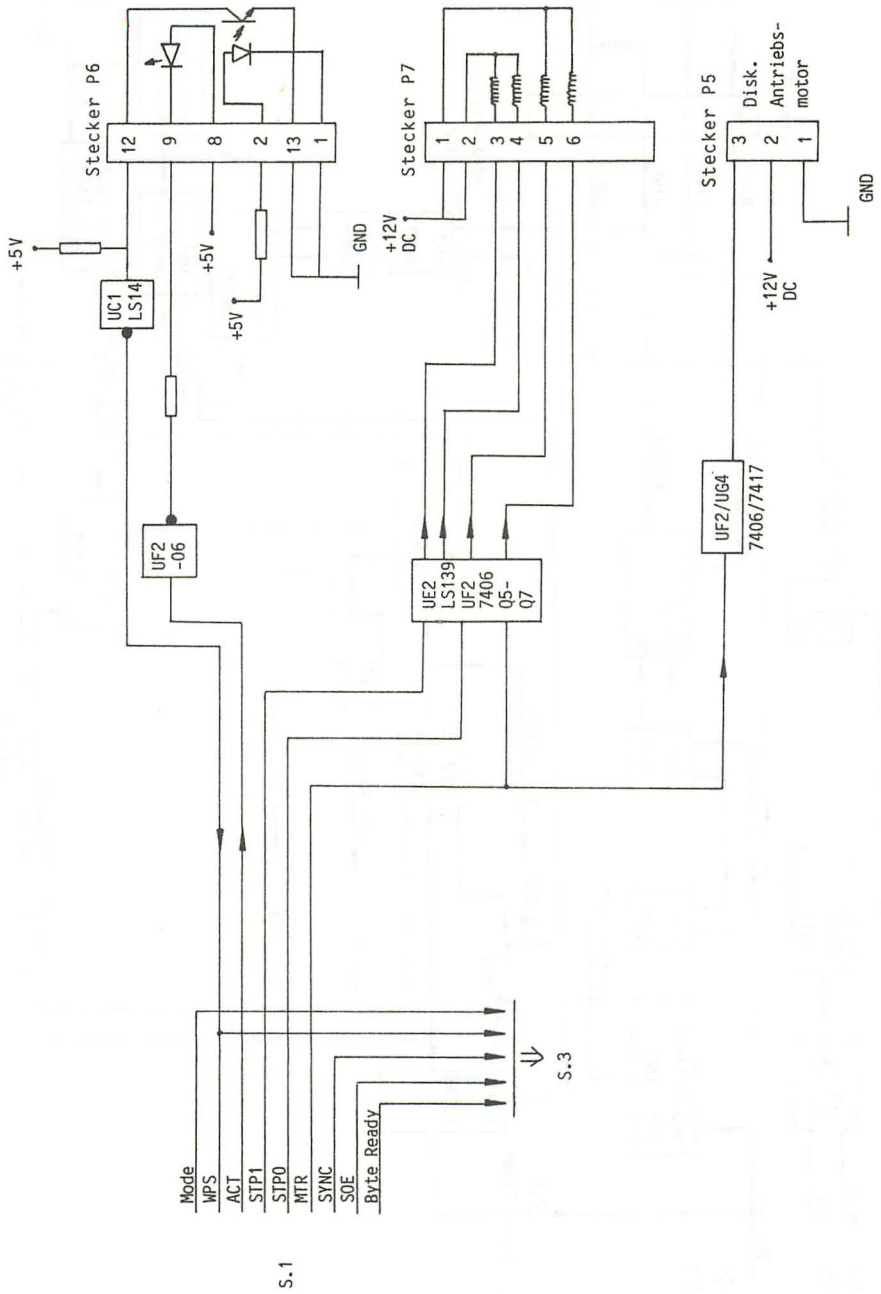 Stecker P6
12
9
8
2
13
1
+5V
UC1
LS14
+5V
+5V
GND
UF2
-06
Stecker P7
1
2
3
4
5
6
+12V
DC
UE2
LS139
UF2
7406
Q5-
Q7
Stecker P5
3
2
1
Disk.
Antriebs-
motor
+12V
DC
GND
UF2/UG4
7406/7417
Mode
WPS
ACT
STP1
STP0
MTR
SYNC
SOE
Byte Ready
S.1
S.3